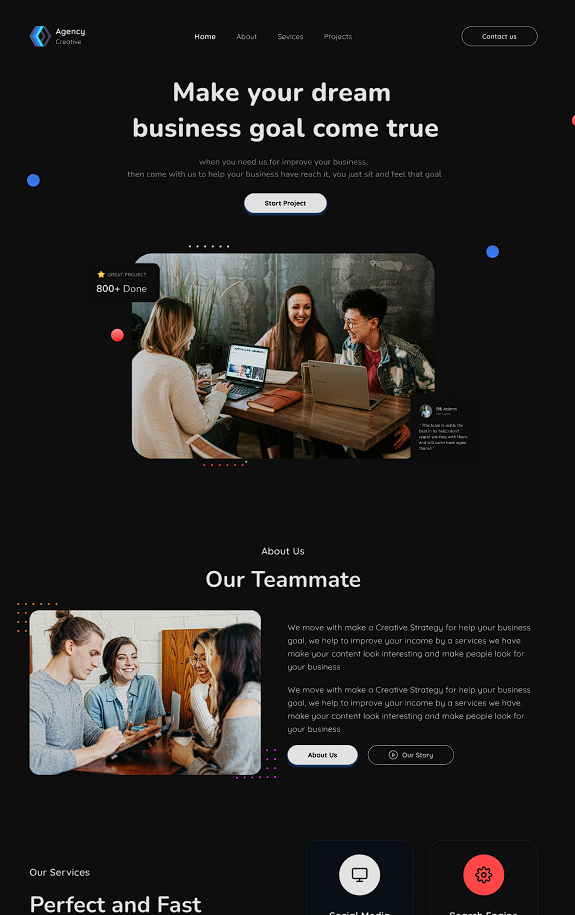 Agency
Creative
Home About Sevices Projects
Contact us
Make your dream
business goal come true
when you need us for improve your business,
then come with us to help your business have reach it, you just sit and feel that goal
Start Project
GREAT PROJECT
800+ Done
Bill Adams
" This team is really the
best in its field,I don't
regret working with them,
and will come back again
thanks "
About Us
Our Teammate
We move with make a Creative Strategy for help your business
goal, we help to improve your income by a services we have.
make your content look interesting and make people look for
your business
We move with make a Creative Strategy for help your business
goal, we help to improve your income by a services we have.
make your content look interesting and make people look for
your business
About Us
Our Story
Our Services
Perfect and Fast
Social Media
Search Engine